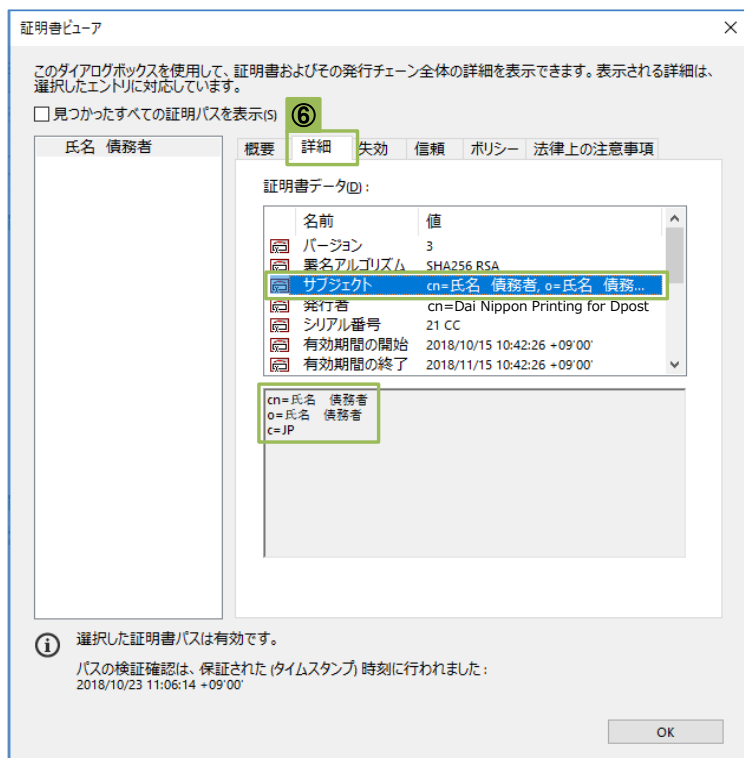 証明書ビューア
このダイアログボックスを使用して、証明書およびその発行チェーン全体の詳細を表示できます。表示される詳細は、
選択したエントリに対応しています。
見つかったすべての証明パスを表示(S)
⑥
氏名 債務者
概要 詳細 失効 信頼 ポリシー 法律上の注意事項
証明書データ(D):
名前 値
バージョン 3
署名アルゴリズム SHA256 RSA
サブジェクト cn=氏名 債務者, o=氏名 債務...
発行者 cn=Dai Nippon Printing for Dpost
シリアル番号 21 CC
有効期間の開始 2018/10/15 10:42:26 +09'00'
有効期間の終了 2018/11/15 10:42:26 +09'00'
cn=氏名 債務者
o=氏名 債務者
c=JP
選択した証明書パスは有効です。
パスの検証確認は、保証された (タイムスタンプ) 時刻に行われました:
2018/10/23 11:06:14 +09'00'
OK